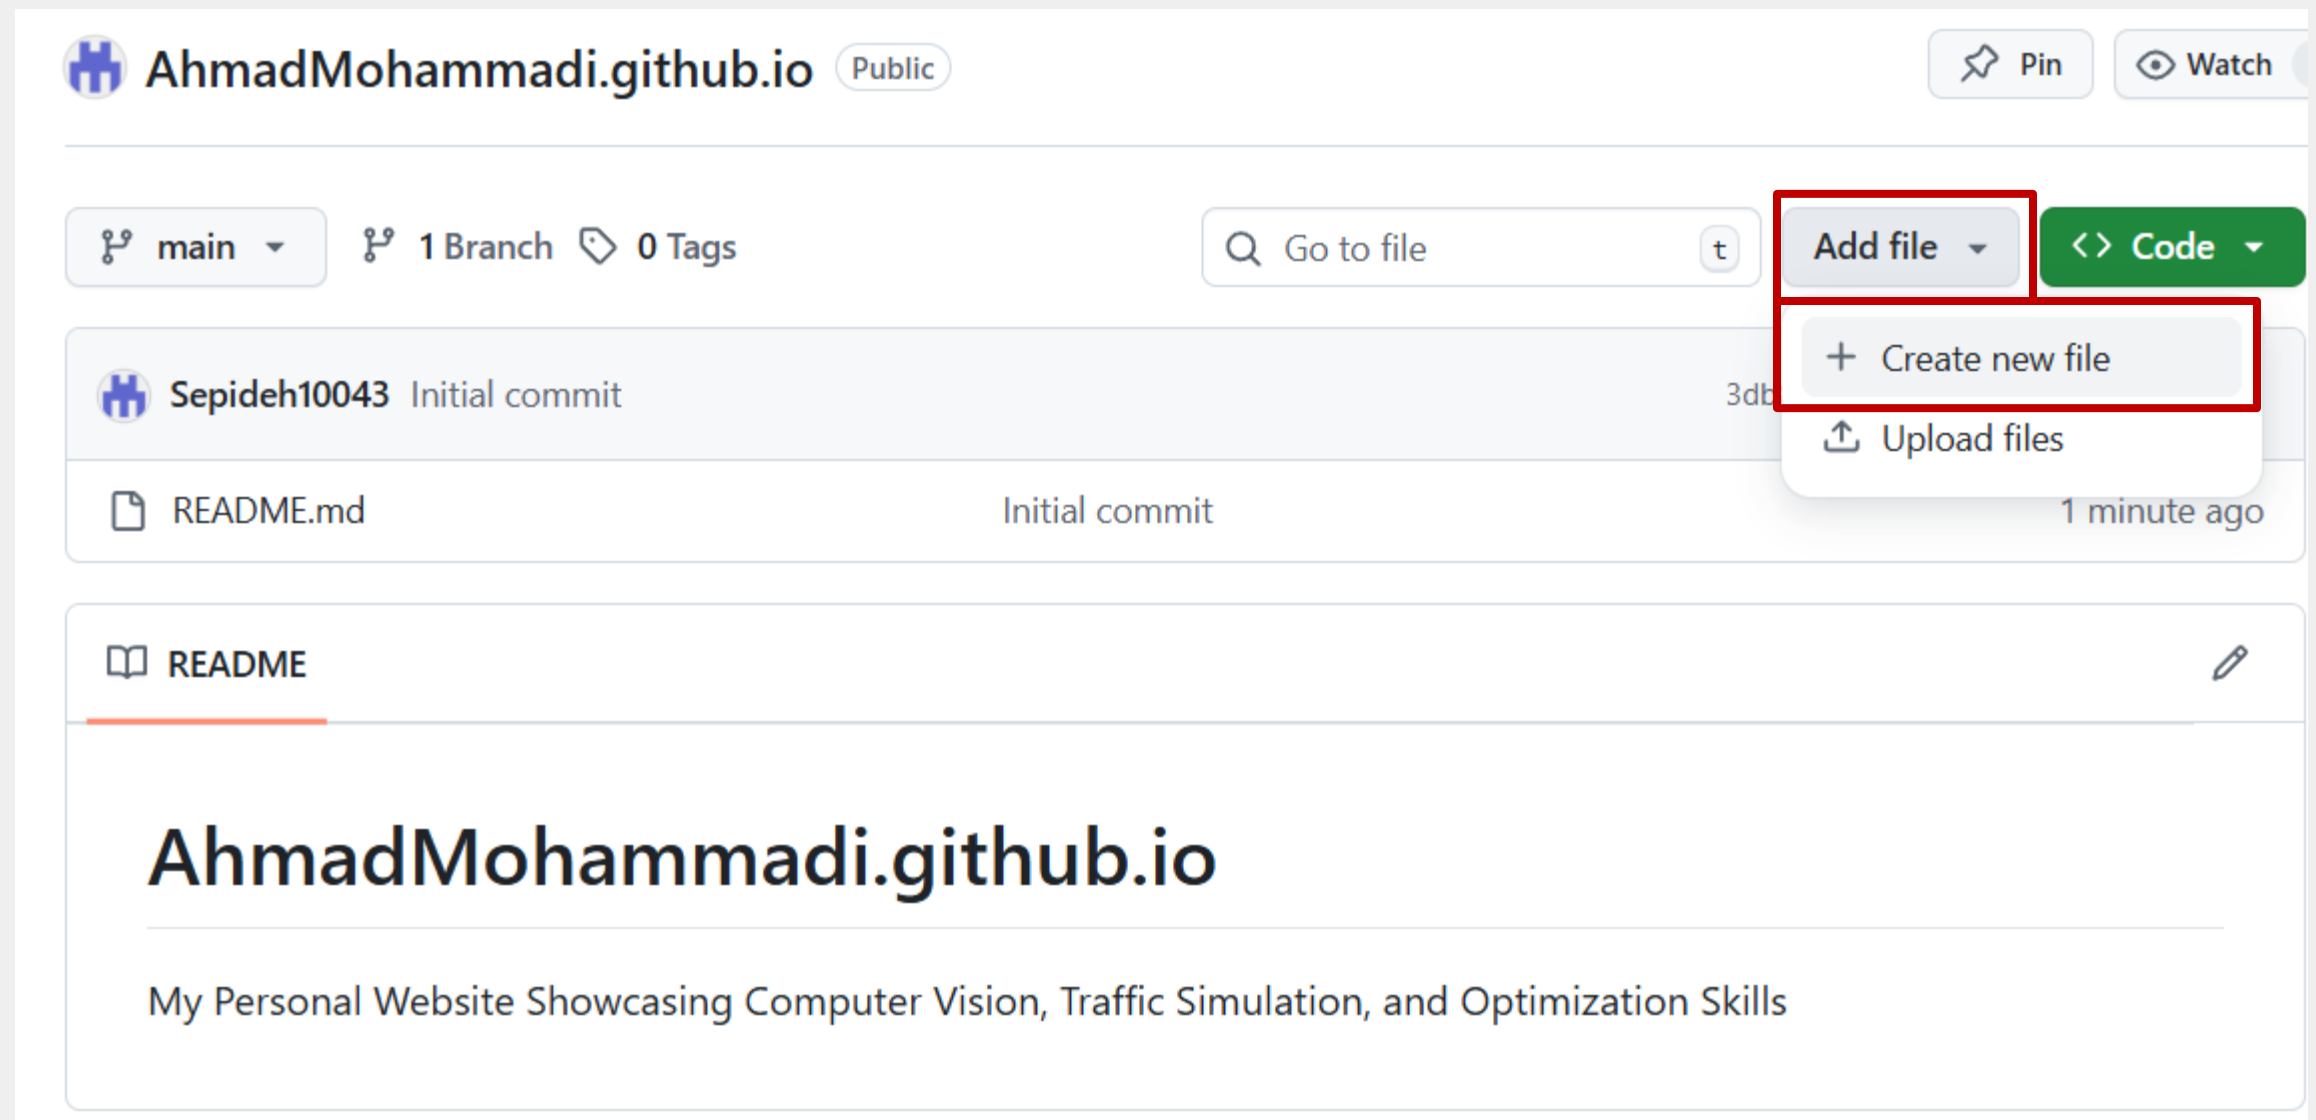 AhmadMohammadi.github.io Public Pin Watch
main 1 Branch 0 Tags Go to file t Add file Code
Create new file
Sepideh10043 Initial commit 3db
Upload files
README.md Initial commit 1 minute ago
README
AhmadMohammadi.github.io
My Personal Website Showcasing Computer Vision, Traffic Simulation, and Optimization Skills